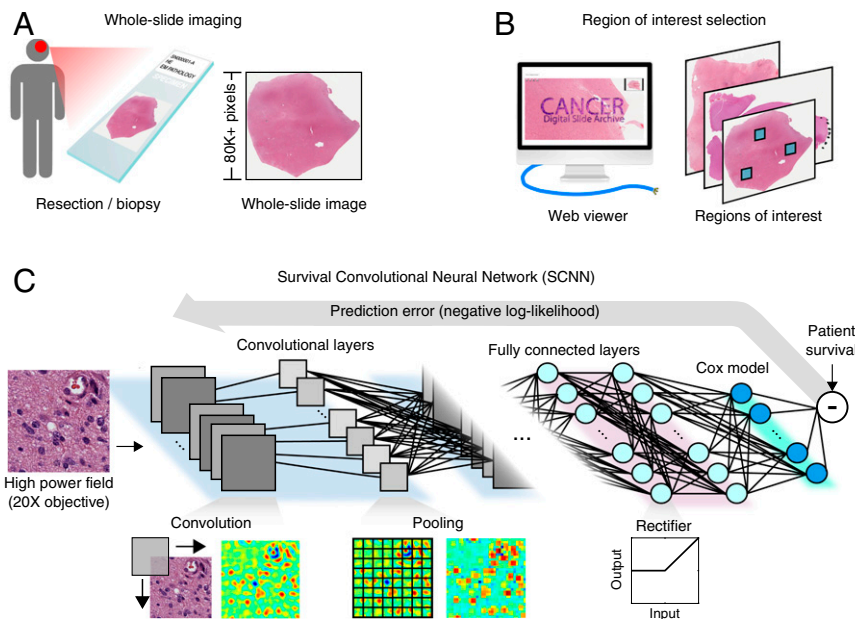 A
Whole-slide imaging
HE
80K+ pixels
Resection / biopsy
Whole-slide image
B
Region of interest selection
CANCER
Digital Slide Archive
Web viewer
Regions of interest
C
Survival Convolutional Neural Network (SCNN)
Prediction error (negative log-likelihood)
Patient
survival
Convolutional layers
Fully connected layers
Cox model
-
...
High power field
(20X objective)
Convolution
Pooling
Rectifier
Output
Input